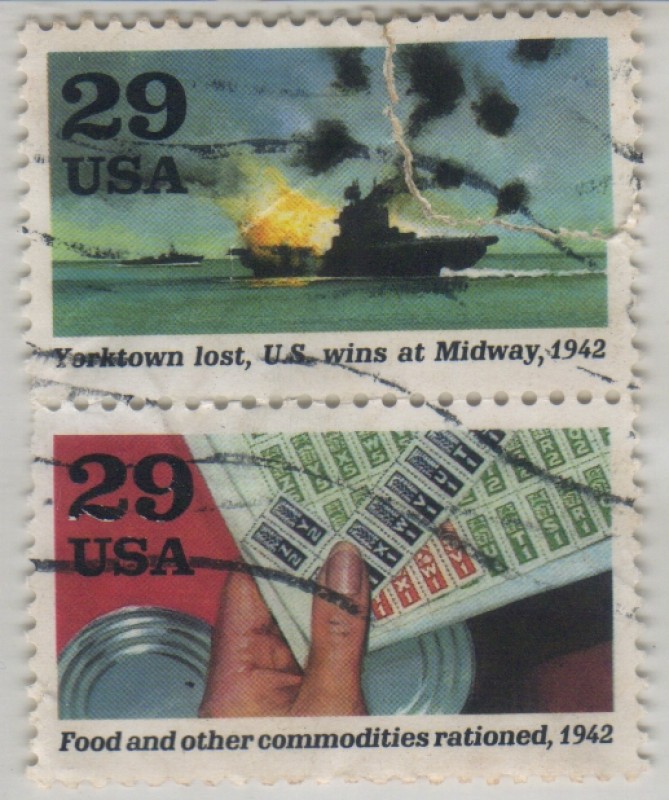 29
USA
Yorktown lost, U.S. wins at Midway, 1942
29
USA
Food and other commodities rationed, 1942